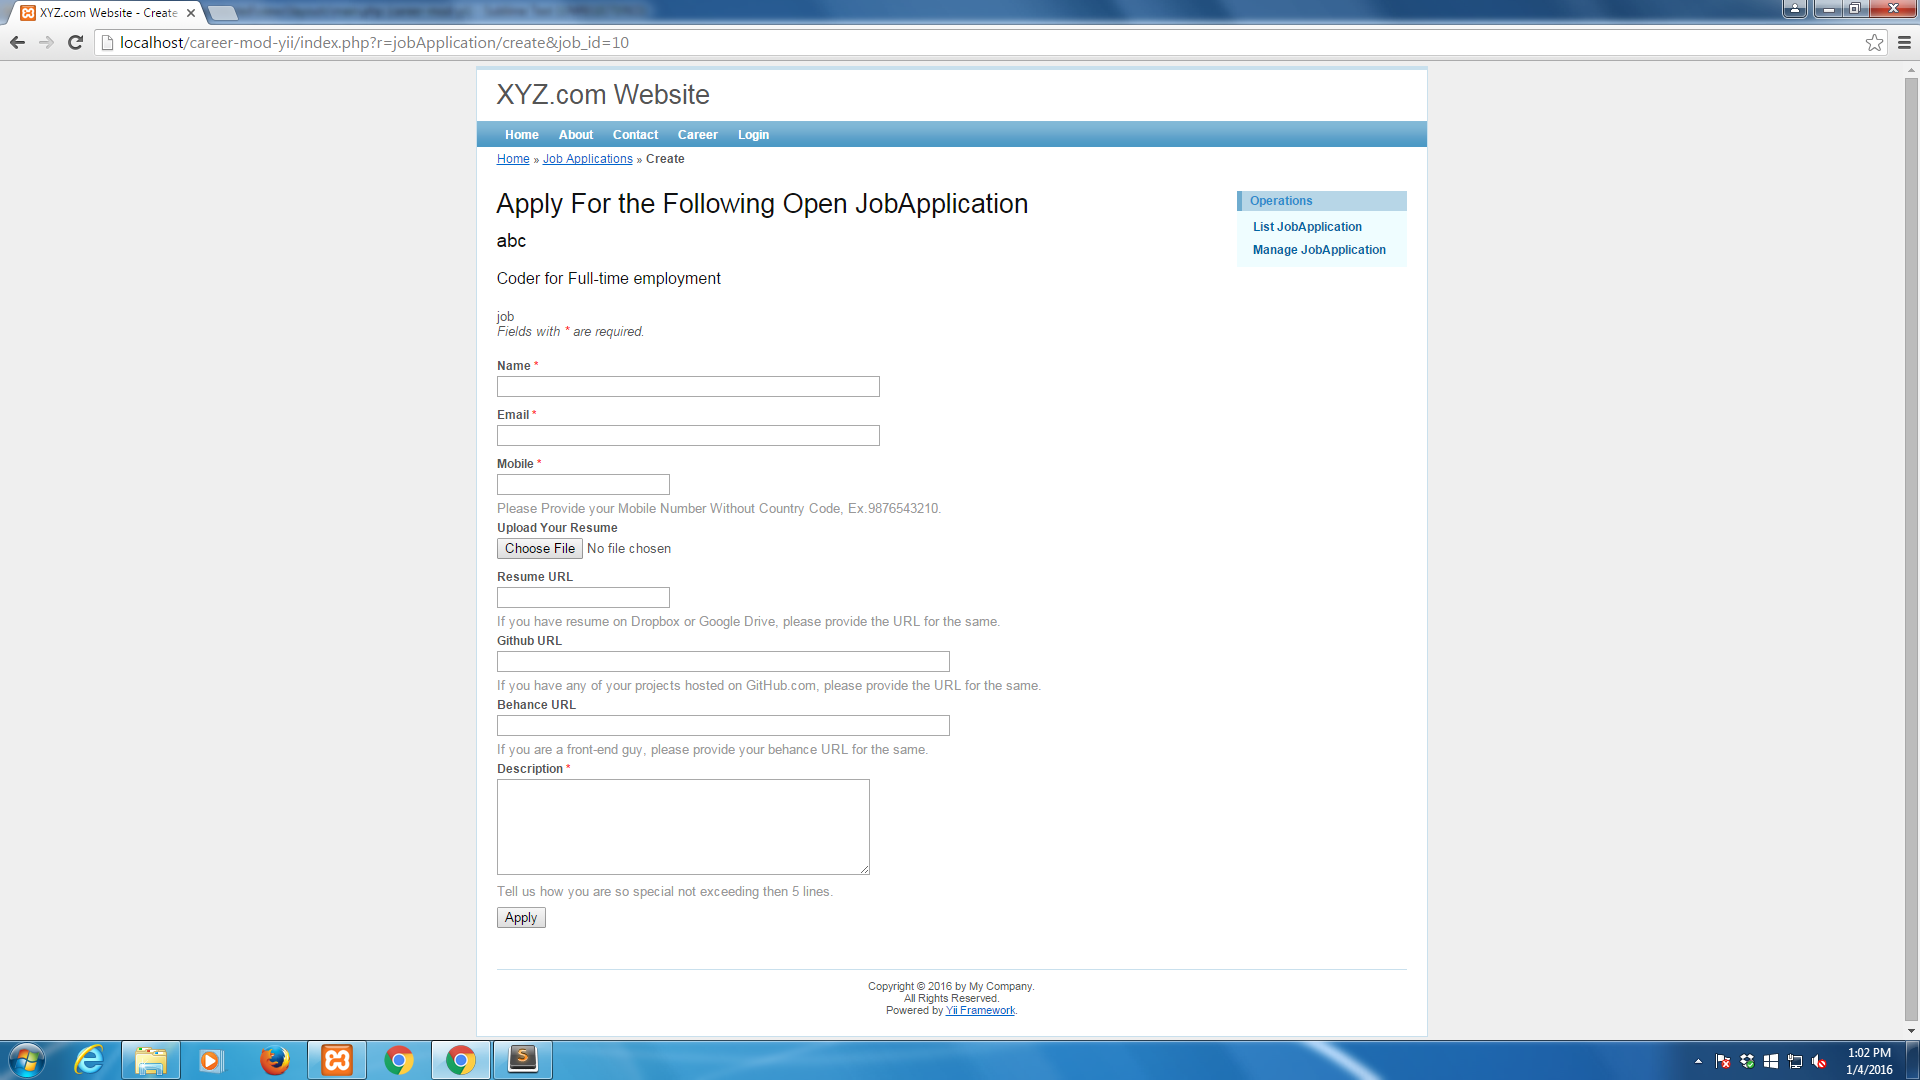 XYZ.com Website - Create
localhost/career-mod-yii/index.php?r=jobApplication/create&job_id=10
XYZ.com Website
Home About Contact Career Login
Home » Job Applications » Create
Apply For the Following Open JobApplication
Operations
List JobApplication
Manage JobApplication
abc
Coder for Full-time employment
job
Fields with * are required.
Name *
Email *
Mobile *
Please Provide your Mobile Number Without Country Code, Ex.9876543210.
Upload Your Resume
Choose File No file chosen
Resume URL
If you have resume on Dropbox or Google Drive, please provide the URL for the same.
Github URL
If you have any of your projects hosted on GitHub.com, please provide the URL for the same.
Behance URL
If you are a front-end guy, please provide your behance URL for the same.
Description *
Tell us how you are so special not exceeding then 5 lines.
Apply
Copyright © 2016 by My Company.
All Rights Reserved.
Powered by Yii Framework.
1:02 PM
1/4/2016